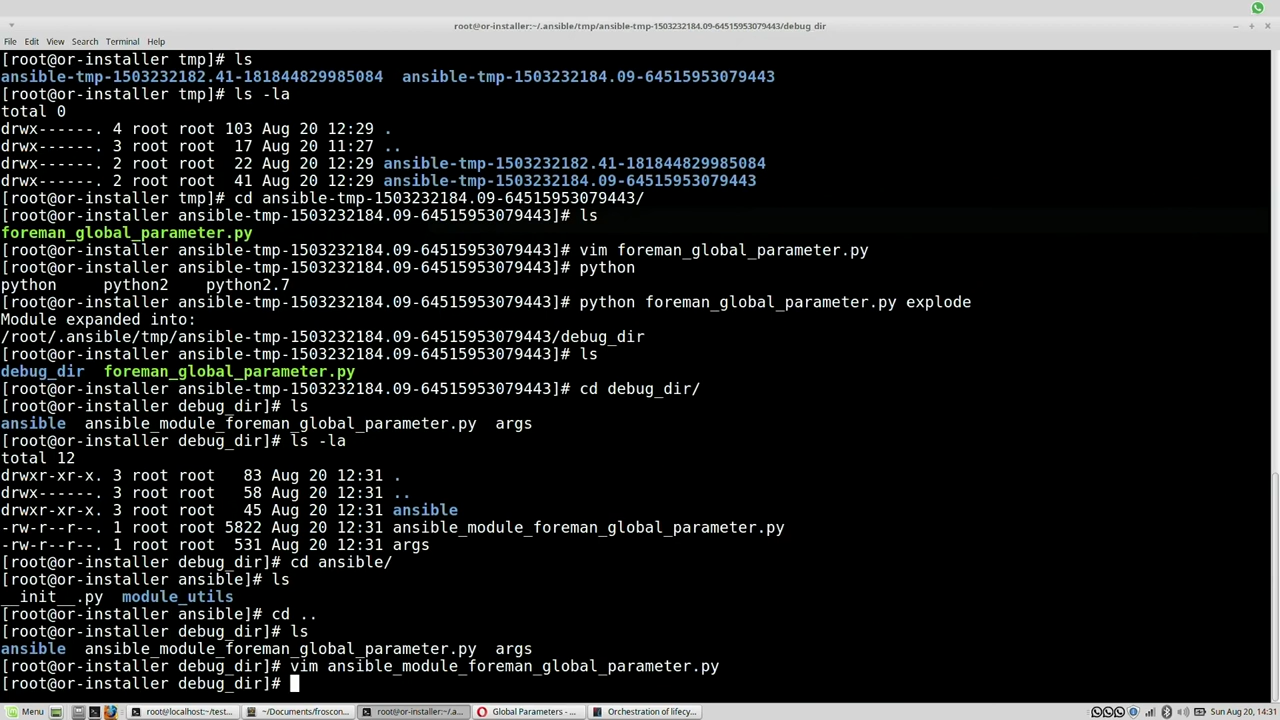 root@or-installer:~/.ansible/tmp/ansible-tmp-1503232184.09-64515953079443/debug_dir
File Edit View Search Terminal Help
[root@or-installer tmp]# ls
ansible-tmp-1503232182.41-181844829985084  ansible-tmp-1503232184.09-64515953079443
[root@or-installer tmp]# ls -la
total 0
drwx------. 4 root root 103 Aug 20 12:29 .
drwx------. 3 root root  17 Aug 20 11:27 ..
drwx------. 2 root root  22 Aug 20 12:29 ansible-tmp-1503232182.41-181844829985084
drwx------. 2 root root  41 Aug 20 12:29 ansible-tmp-1503232184.09-64515953079443
[root@or-installer tmp]# cd ansible-tmp-1503232184.09-64515953079443/
[root@or-installer ansible-tmp-1503232184.09-64515953079443]# ls
foreman_global_parameter.py
[root@or-installer ansible-tmp-1503232184.09-64515953079443]# vim foreman_global_parameter.py
[root@or-installer ansible-tmp-1503232184.09-64515953079443]# python
python     python2    python2.7
[root@or-installer ansible-tmp-1503232184.09-64515953079443]# python foreman_global_parameter.py explode
Module expanded into:
/root/.ansible/tmp/ansible-tmp-1503232184.09-64515953079443/debug_dir
[root@or-installer ansible-tmp-1503232184.09-64515953079443]# ls
debug_dir  foreman_global_parameter.py
[root@or-installer ansible-tmp-1503232184.09-64515953079443]# cd debug_dir/
[root@or-installer debug_dir]# ls
ansible  ansible_module_foreman_global_parameter.py  args
[root@or-installer debug_dir]# ls -la
total 12
drwxr-xr-x. 3 root root   83 Aug 20 12:31 .
drwx------. 3 root root   58 Aug 20 12:31 ..
drwxr-xr-x. 3 root root   45 Aug 20 12:31 ansible
-rw-r--r--. 1 root root 5822 Aug 20 12:31 ansible_module_foreman_global_parameter.py
-rw-r--r--. 1 root root  531 Aug 20 12:31 args
[root@or-installer debug_dir]# cd ansible/
[root@or-installer ansible]# ls
__init__.py  module_utils
[root@or-installer ansible]# cd ..
[root@or-installer debug_dir]# ls
ansible  ansible_module_foreman_global_parameter.py  args
[root@or-installer debug_dir]# vim ansible_module_foreman_global_parameter.py
[root@or-installer debug_dir]#
Menu root@localhost:~/test... ~/Documents/froscon... root@or-installer:~/.a... Global Parameters - ... Orchestration of lifecy... Sun Aug 20, 14:31